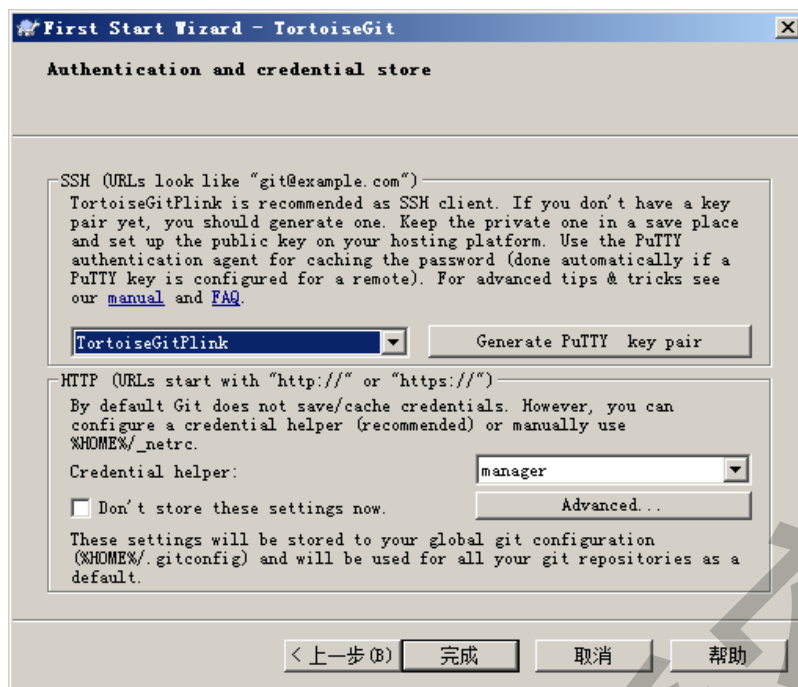 First Start Wizard - TortoiseGit
Authentication and credential store
SSH (URLs look like "git@example.com")
TortoiseGitPlink is recommended as SSH client. If you don't have a key
pair yet, you should generate one. Keep the private one in a save place
and set up the public key on your hosting platform. Use the PuTTY
authentication agent for caching the password (done automatically if a
PuTTY key is configured for a remote). For advanced tips & tricks see
our manual and FAQ.
TortoiseGitPlink
Generate PuTTY key pair
HTTP (URLs start with "http://" or "https://")
By default Git does not save/cache credentials. However, you can
configure a credential helper (recommended) or manually use
%HOME%/_netrc.
Credential helper:
manager
Don't store these settings now.
Advanced...
These settings will be stored to your global git configuration
(%HOME%/.gitconfig) and will be used for all your git repositories as a
default.
< 上一步(B)
完成
取消
帮助